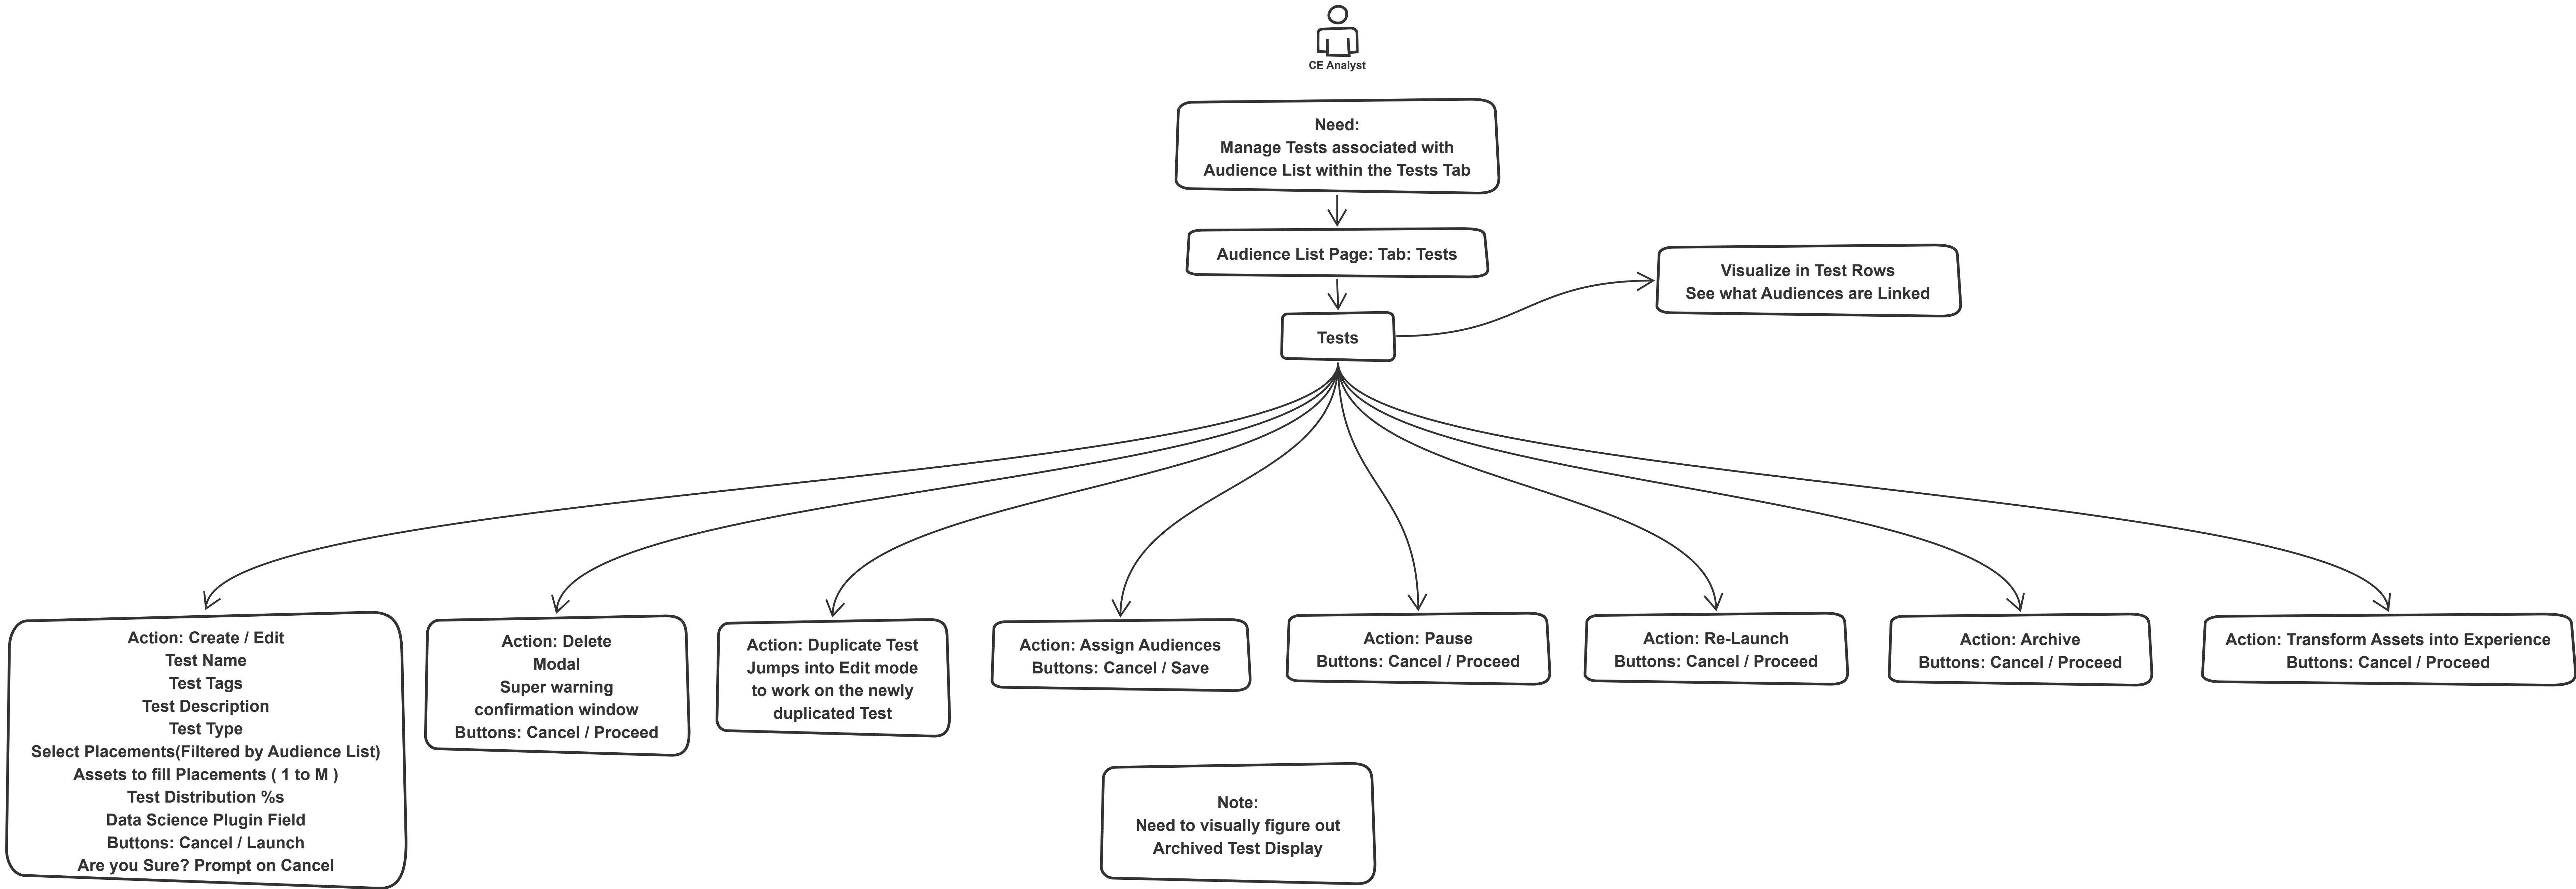 CE Analyst
Need:
Manage Tests associated with
Audience List within the Tests Tab
Audience List Page: Tab: Tests
Visualize in Test Rows
See what Audiences are Linked
Tests
Action: Create / Edit
Test Name
Test Tags
Test Description
Test Type
Select Placements(Filtered by Audience List)
Assets to fill Placements ( 1 to M )
Test Distribution %s
Data Science Plugin Field
Buttons: Cancel / Launch
Are you Sure? Prompt on Cancel
Action: Delete
Modal
Super warning
confirmation window
Buttons: Cancel / Proceed
Action: Duplicate Test
Jumps into Edit mode
to work on the newly
duplicated Test
Action: Assign Audiences
Buttons: Cancel / Save
Action: Pause
Buttons: Cancel / Proceed
Action: Re-Launch
Buttons: Cancel / Proceed
Action: Archive
Buttons: Cancel / Proceed
Action: Transform Assets into Experience
Buttons: Cancel / Proceed
Note:
Need to visually figure out
Archived Test Display